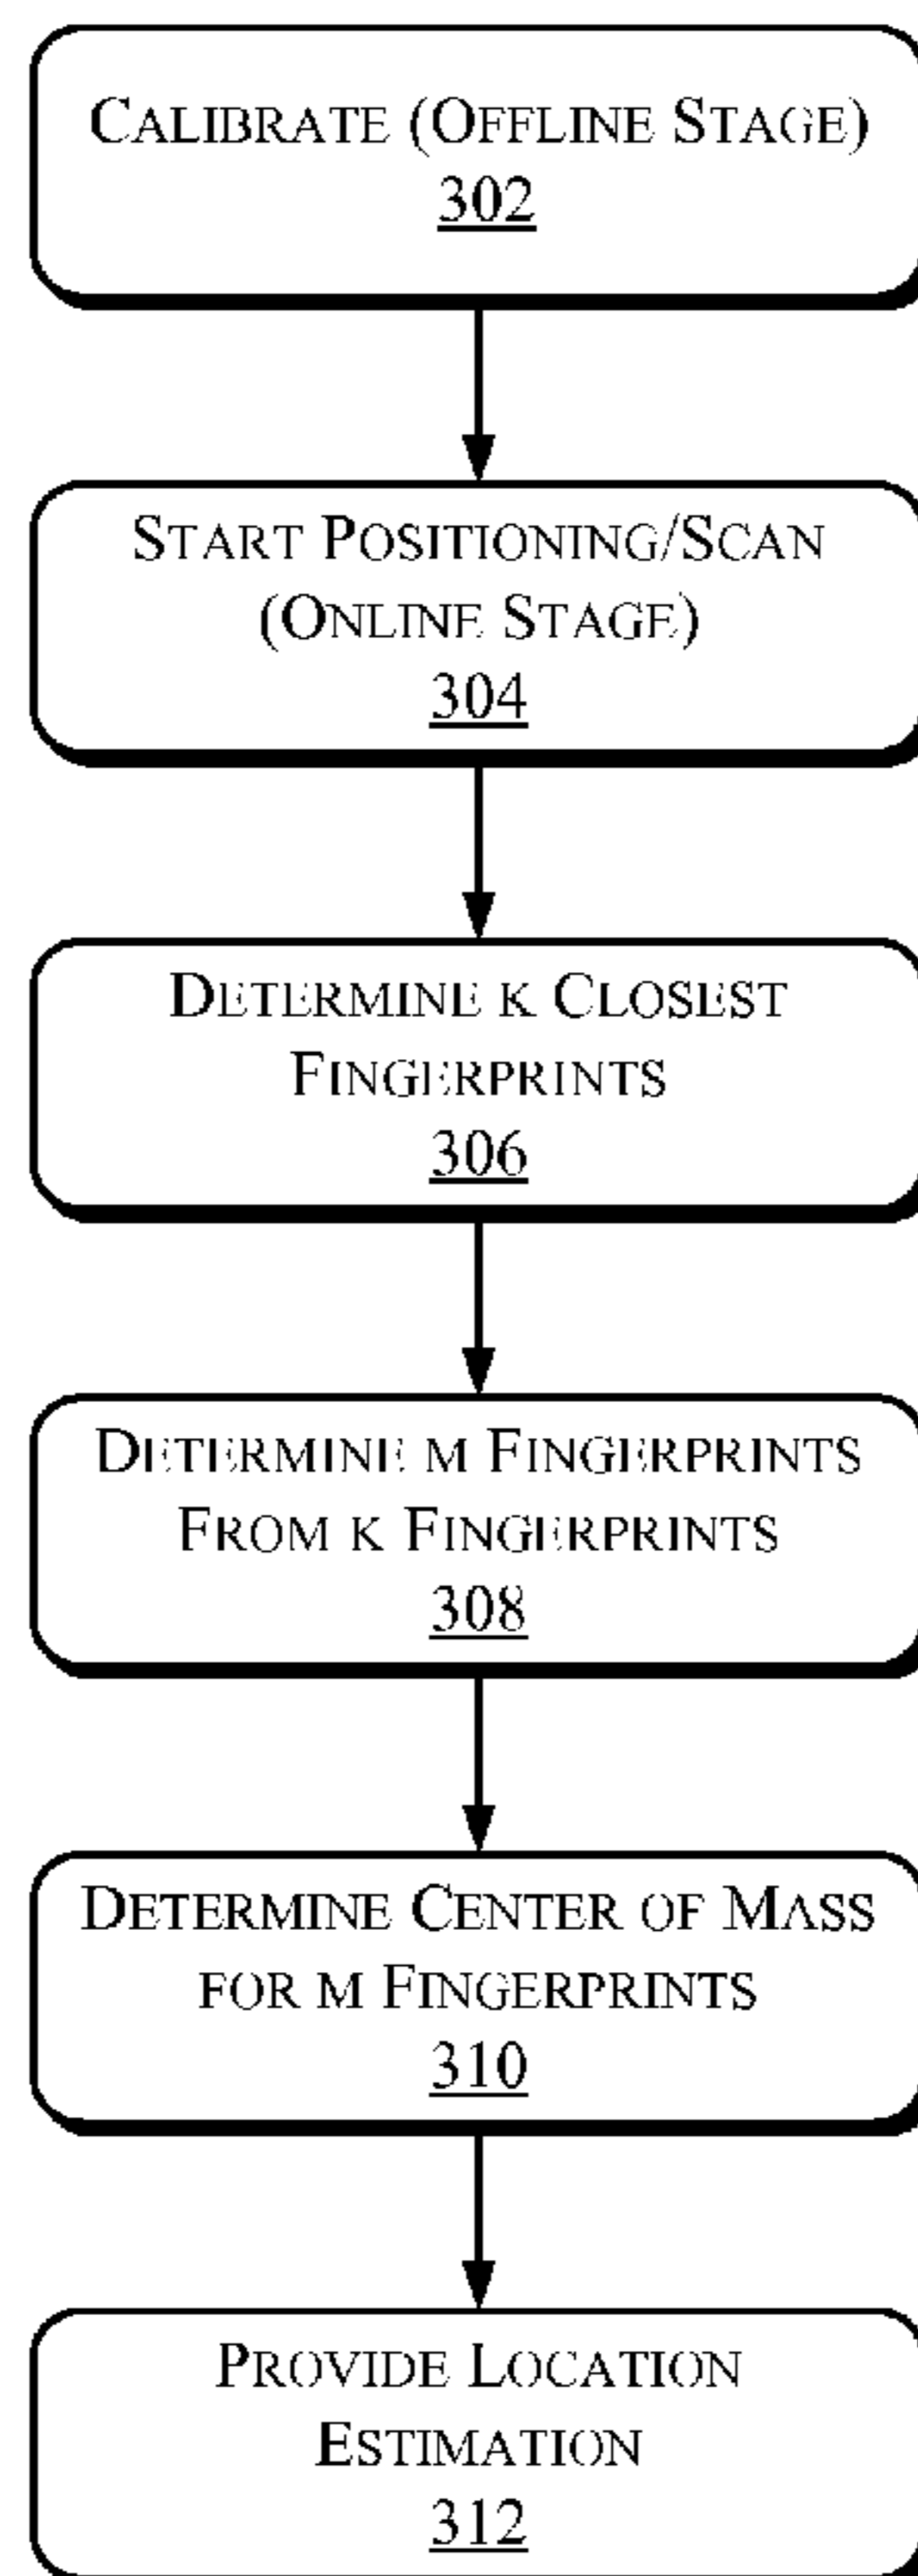 CALIBRATE (OFFLINE STAGE)
302
START POSITIONING/SCAN
(ONLINE STAGE)
304
DETERMINE K CLOSEST
FINGERPRINTS
306
DETERMINE M FINGERPRINTS
FROM K FINGERPRINTS
308
DETERMINE CENTER OF MASS
FOR M FINGERPRINTS
310
PROVIDE LOCATION
ESTIMATION
312